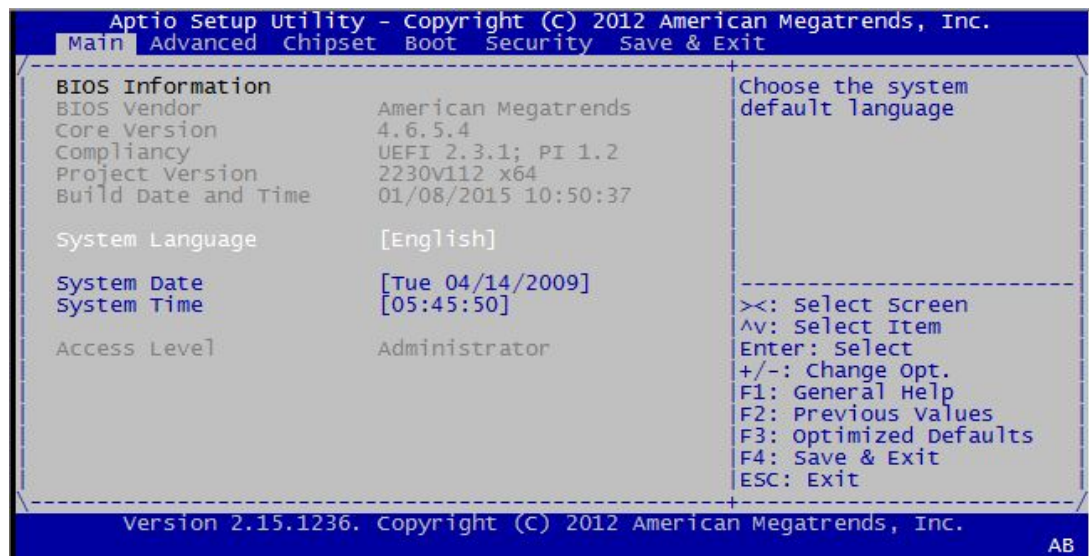 Aptio Setup Utility - Copyright (C) 2012 American Megatrends, Inc.
Main Advanced Chipset Boot Security Save & Exit
BIOS Information
BIOS Vendor American Megatrends
Core Version 4.6.5.4
Compliancy UEFI 2.3.1; PI 1.2
Project Version 2230V112 x64
Build Date and Time 01/08/2015 10:50:37
System Language [English]
System Date [Tue 04/14/2009]
System Time [05:45:50]
Access Level Administrator
Choose the system
default language
><: Select Screen
^v: Select Item
Enter: Select
+/-: Change Opt.
F1: General Help
F2: Previous Values
F3: Optimized Defaults
F4: Save & Exit
ESC: Exit
Version 2.15.1236. Copyright (C) 2012 American Megatrends, Inc.
AB